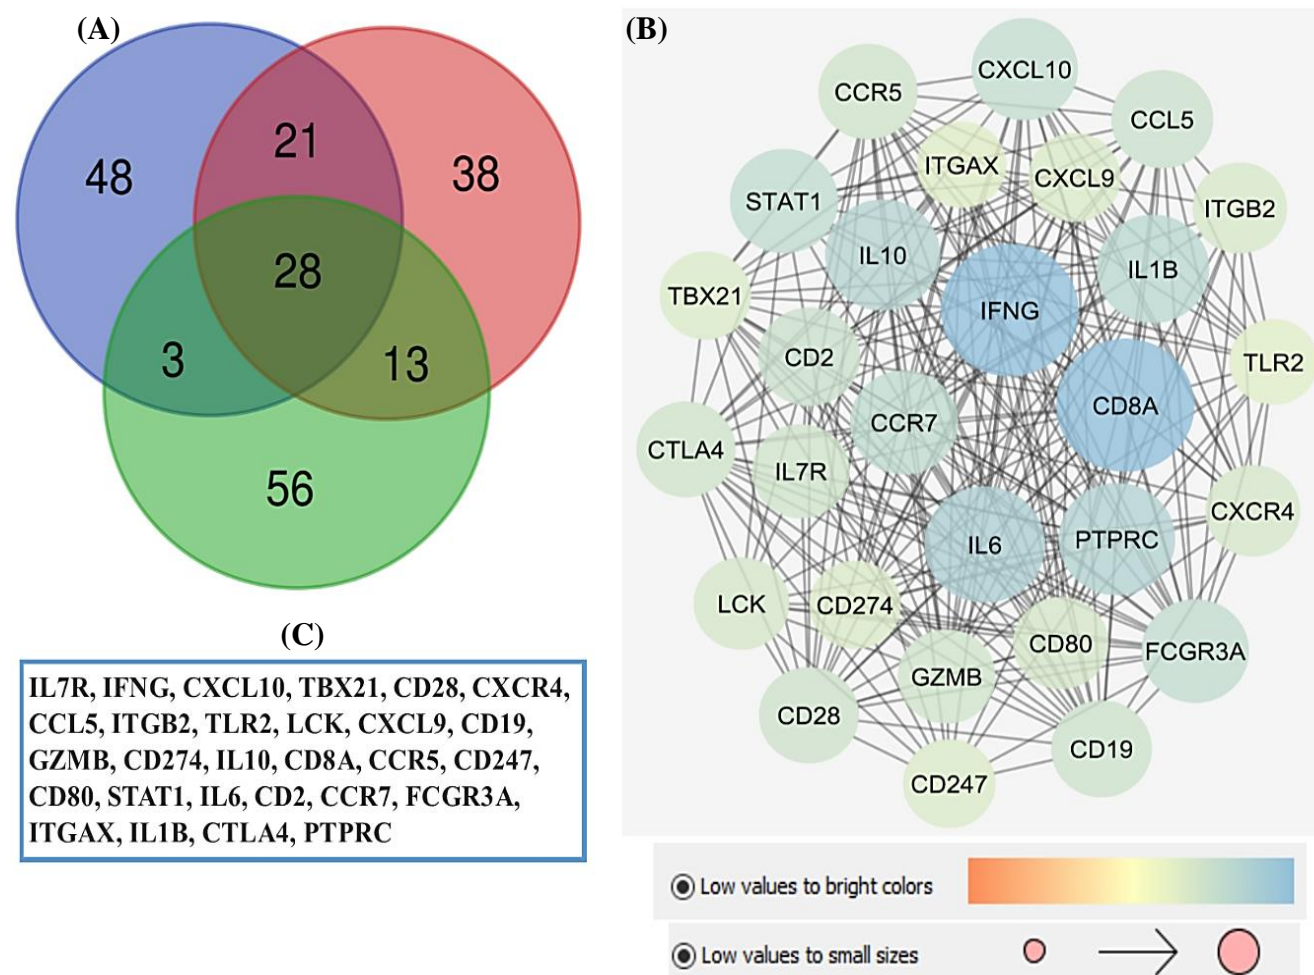 (A)
48
21
38
28
3
13
56
(B)
CXCL10
CCR5
CCL5
ITGAX
CXCL9
STAT1
ITGB2
IL10
IL1B
TBX21
IFNG
CD2
TLR2
CD8A
CCR7
CTLA4
IL7R
CXCR4
IL6
PTPRC
LCK
CD274
CD80
FCGR3A
GZMB
CD28
CD19
CD247
(C)
IL7R, IFNG, CXCL10, TBX21, CD28, CXCR4,
CCL5, ITGB2, TLR2, LCK, CXCL9, CD19,
GZMB, CD274, IL10, CD8A, CCR5, CD247,
CD80, STAT1, IL6, CD2, CCR7, FCGR3A,
ITGAX, IL1B, CTLA4, PTPRC
Low values to bright colors
Low values to small sizes